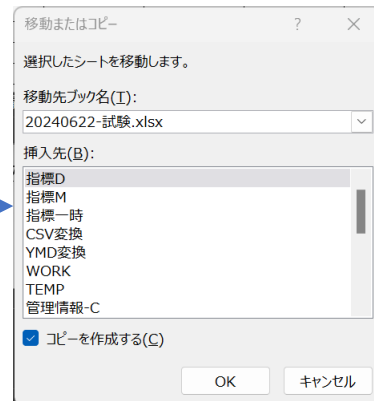 移動またはコピー ?
選択したシートを移動します。
移動先ブック名(T):
20240622-試験.xlsx
挿入先(B):
指標D
指標M
指標一時
CSV変換
YMD変換
WORK
TEMP
管理情報-C
コピーを作成する(C)
OK キャンセル